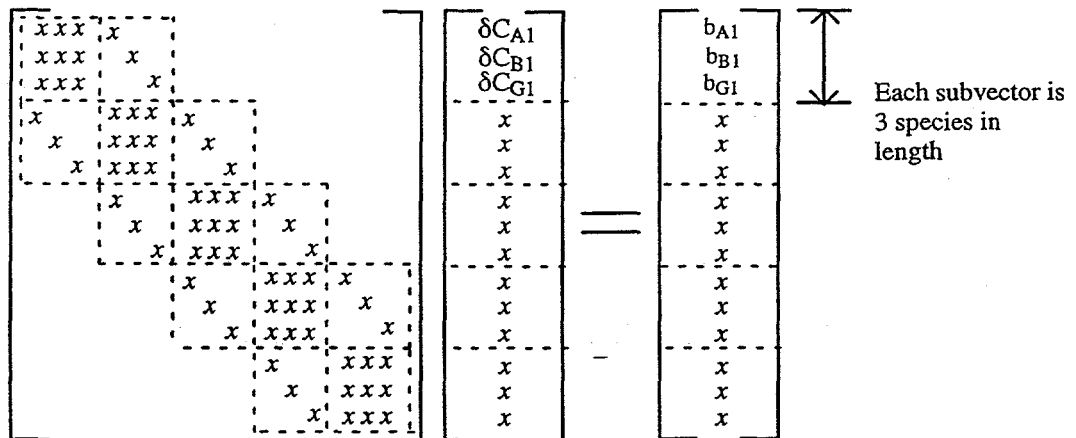 x x x x δC_A1 b_A1
x x x x δC_B1 b_B1
x x x x δC_G1 b_G1
Each subvector is
3 species in
length
x x x x x x x
x x x x x x x
x x x x x x x
x x x x x x x
x x x x x = x x
x x x x x x x
x x x x x x x
x x x x x x x
x x x x x x x
x x x x x x
x x x x x x
x x x x x x